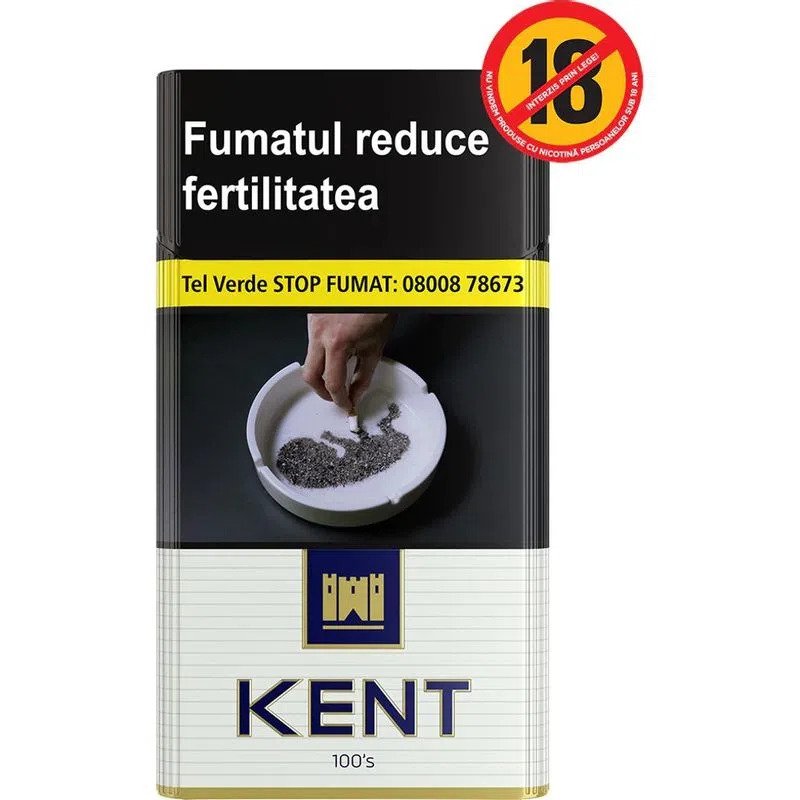 18
INTERZIS PRIN LEGE!
NU VINDEM PRODUSE CU NICOTINĂ PERSOANELOR SUB 18 ANI
Fumatul reduce
fertilitatea
Tel Verde STOP FUMAT: 08008 78673
KENT
100's